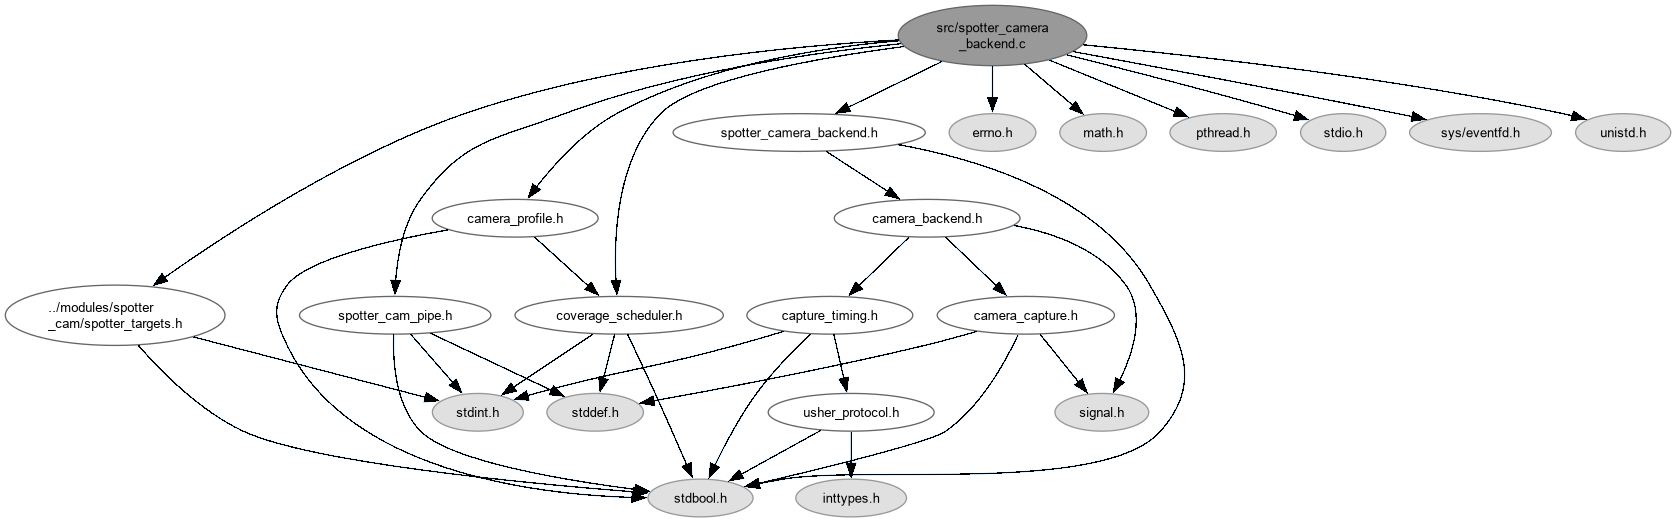 src/spotter_camera
_backend.c
spotter_camera_backend.h
errno.h
math.h
pthread.h
stdio.h
sys/eventfd.h
unistd.h
camera_profile.h
camera_backend.h
../modules/spotter
_cam/spotter_targets.h
spotter_cam_pipe.h
coverage_scheduler.h
capture_timing.h
camera_capture.h
stdint.h
stddef.h
usher_protocol.h
signal.h
stdbool.h
inttypes.h